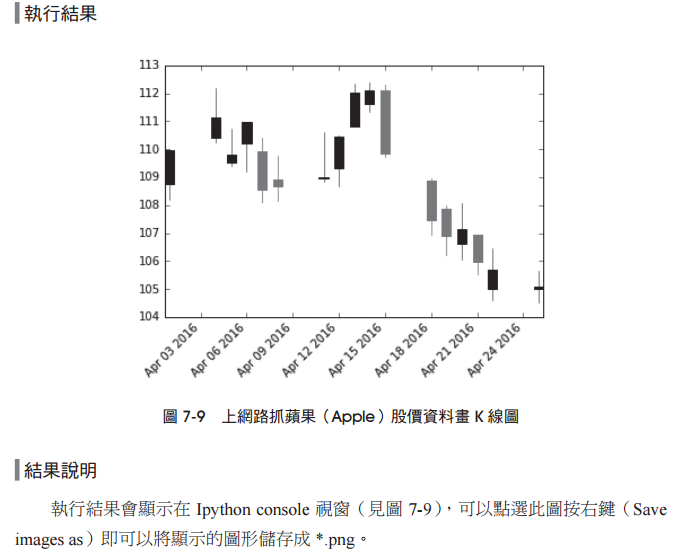 執行結果
113
112
111
110
109
108
107
106
105
104
Apr 03 2016
Apr 06 2016
Apr 09 2016
Apr 12 2016
Apr 15 2016
Apr 18 2016
Apr 21 2016
Apr 24 2016
圖 7-9 上網路抓蘋果（Apple）股價資料畫 K 線圖
結果說明
執行結果會顯示在 Ipython console 視窗（見圖 7-9），可以點選此圖按右鍵（Save
images as）即可以將顯示的圖形儲存成 *.png。